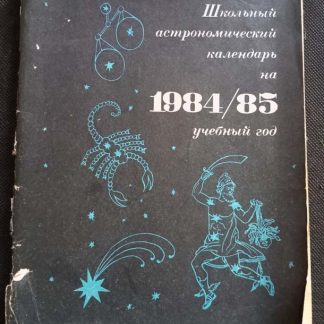 Школьный
астрономический
календарь
на
1984/85
учебный год